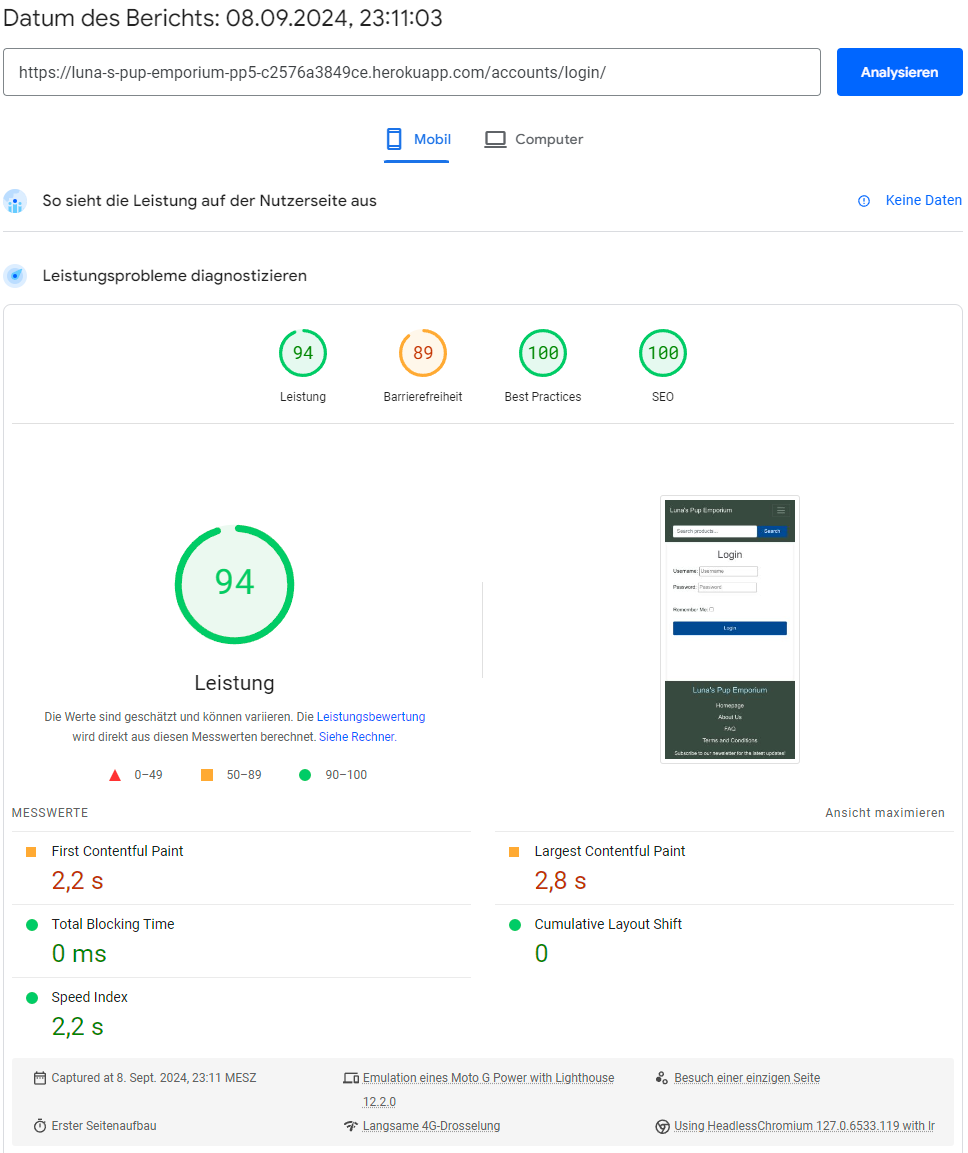 Datum des Berichts: 08.09.2024, 23:11:03
https://luna-s-pup-emporium-pp5-c2576a3849ce.herokuapp.com/accounts/login/
Analysieren
Mobil
Computer
So sieht die Leistung auf der Nutzerseite aus
Keine Daten
Leistungsprobleme diagnostizieren
94
89
100
100
Leistung
Barrierefreiheit
Best Practices
SEO
94
Leistung
Die Werte sind geschätzt und können variieren. Die Leistungsbewertung
wird direkt aus diesen Messwerten berechnet. Siehe Rechner.
0–49
50–89
90–100
Luna's Pup Emporium
Search products...
Search
Login
Username:
Username
Password:
Password
Remember Me:
Login
Luna's Pup Emporium
Homepage
About Us
FAQ
Terms and Conditions
Subscribe to our newsletter for the latest updates!
MESSWERTE
Ansicht maximieren
First Contentful Paint
2,2 s
Largest Contentful Paint
2,8 s
Total Blocking Time
0 ms
Cumulative Layout Shift
0
Speed Index
2,2 s
Captured at 8. Sept. 2024, 23:11 MESZ
Emulation eines Moto G Power with Lighthouse
12.2.0
Besuch einer einzigen Seite
Erster Seitenaufbau
Langsame 4G-Drosselung
Using HeadlessChromium 127.0.6533.119 with lr